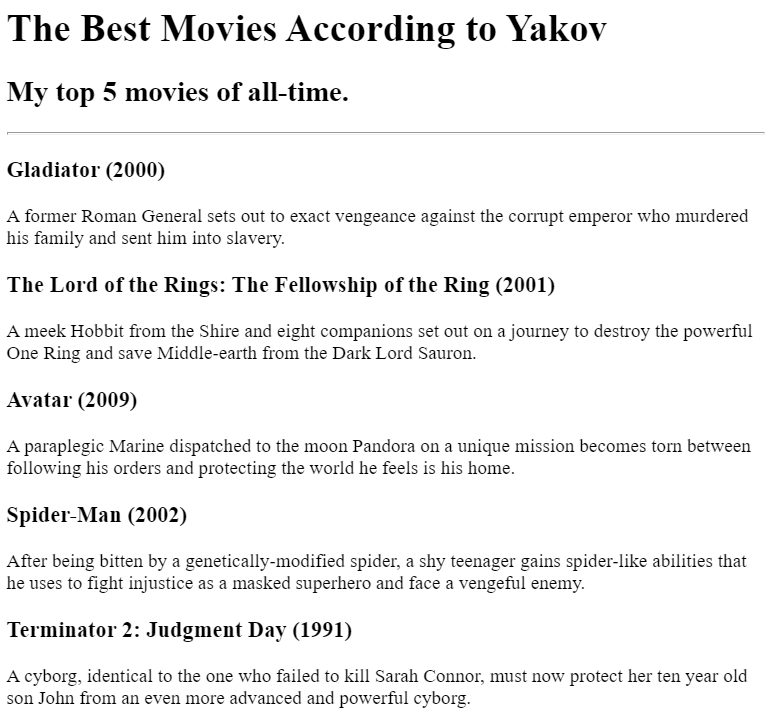 The Best Movies According to Yakov
My top 5 movies of all-time.
Gladiator (2000)
A former Roman General sets out to exact vengeance against the corrupt emperor who murdered
his family and sent him into slavery.
The Lord of the Rings: The Fellowship of the Ring (2001)
A meek Hobbit from the Shire and eight companions set out on a journey to destroy the powerful
One Ring and save Middle-earth from the Dark Lord Sauron.
Avatar (2009)
A paraplegic Marine dispatched to the moon Pandora on a unique mission becomes torn between
following his orders and protecting the world he feels is his home.
Spider-Man (2002)
After being bitten by a genetically-modified spider, a shy teenager gains spider-like abilities that
he uses to fight injustice as a masked superhero and face a vengeful enemy.
Terminator 2: Judgment Day (1991)
A cyborg, identical to the one who failed to kill Sarah Connor, must now protect her ten year old
son John from an even more advanced and powerful cyborg.